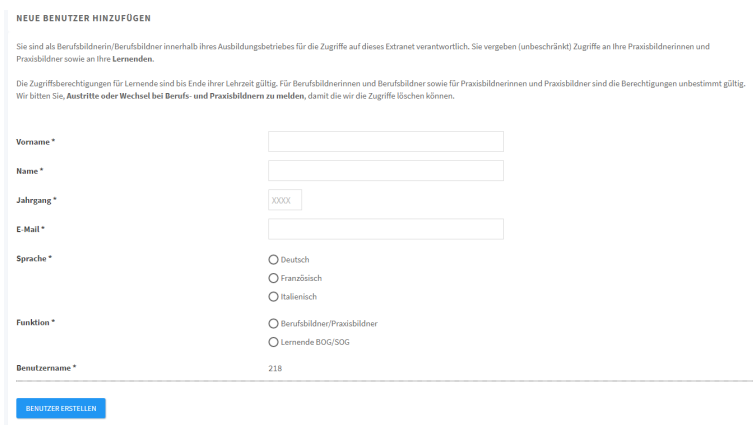 NEUE BENUTZER HINZUFÜGEN
Sie sind als Berufsbildnerin/Berufsbildner innerhalb ihres Ausbildungsbetriebes für die Zugriffe auf dieses Extranet verantwortlich. Sie vergeben (unbeschränkt) Zugriffe an Ihre Praxisbildnerinnen und
Praxisbildner sowie an Ihre Lernenden.
Die Zugriffsberechtigungen für Lernende sind bis Ende ihrer Lehrzeit gültig. Für Berufsbildnerinnen und Berufsbildner sowie für Praxisbildnerinnen und Praxisbildner sind die Berechtigungen unbestimmt gültig.
Wir bitten Sie, Austritte oder Wechsel bei Berufs- und Praxisbildnern zu melden, damit die wir die Zugriffe löschen können.
Vorname *
Name *
Jahrgang * XXXX
E-Mail *
Sprache * Deutsch
Französisch
Italienisch
Funktion * Berufsbildner/Praxisbildner
Lernende BOG/SOG
Benutzername * 218
BENUTZER ERSTELLEN